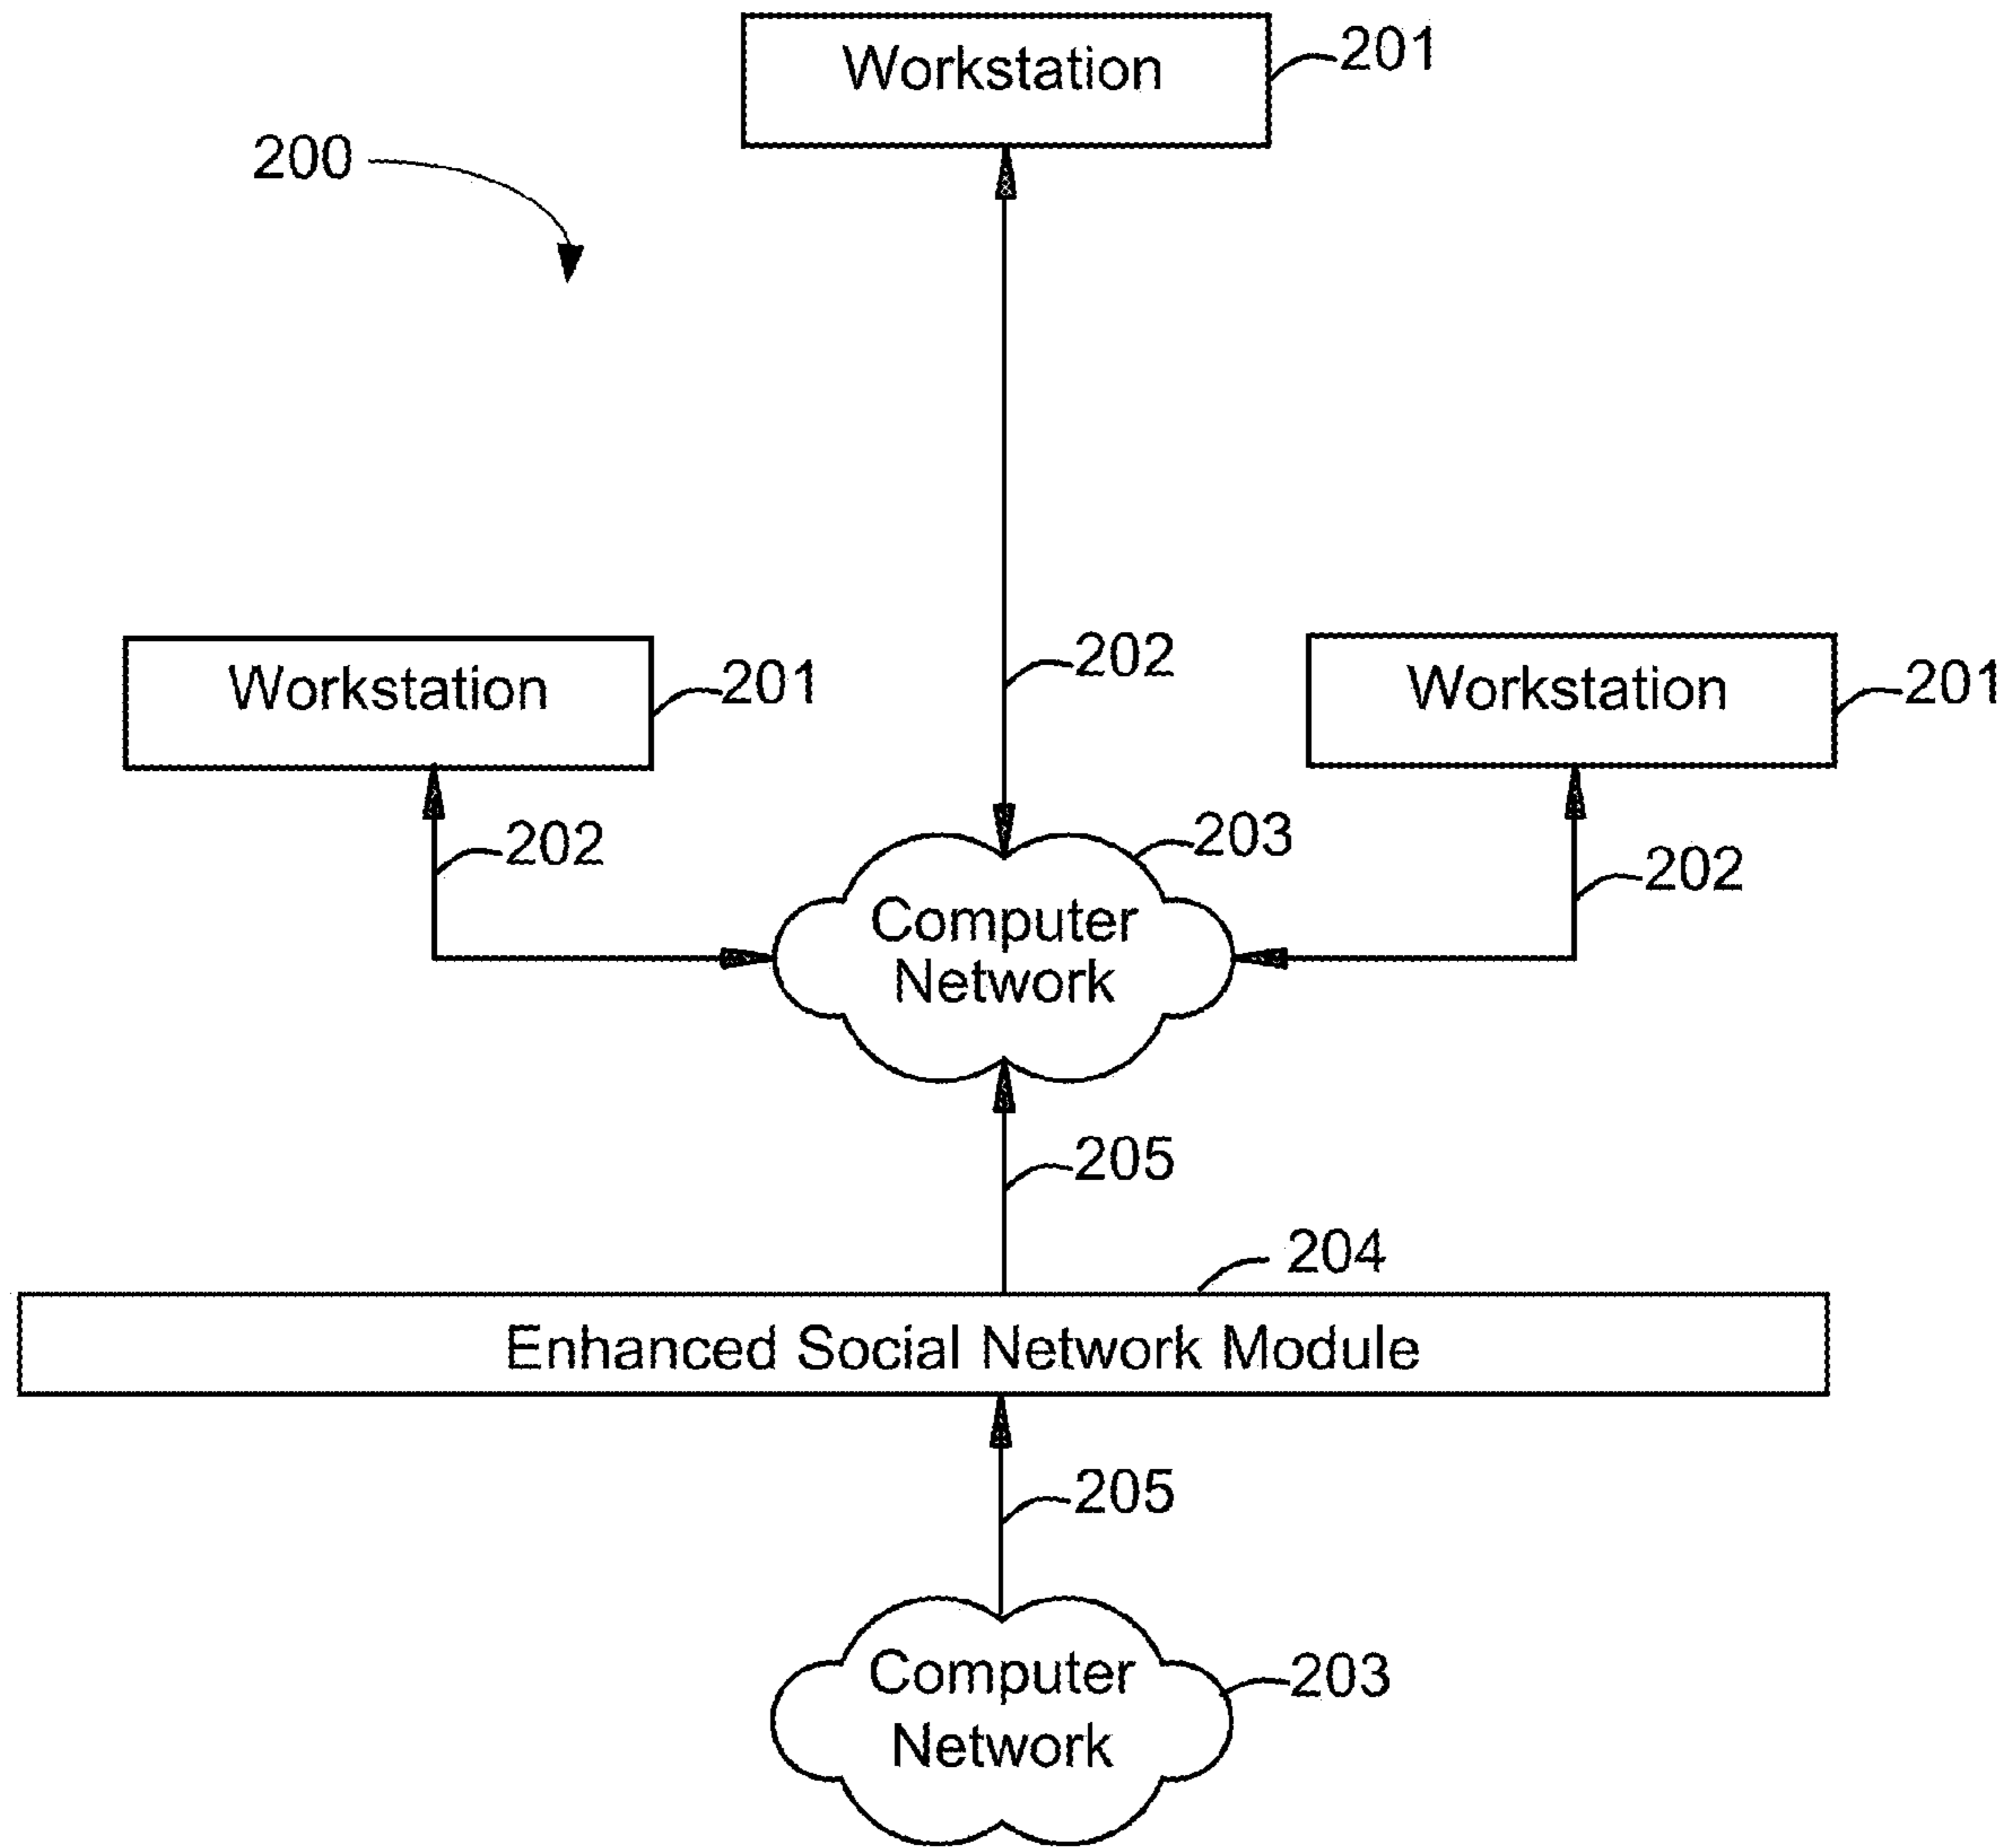 Workstation
201
200
Workstation
201
202
Workstation
201
202
203
202
Computer
Network
205
204
Enhanced Social Network Module
205
Computer
Network
203